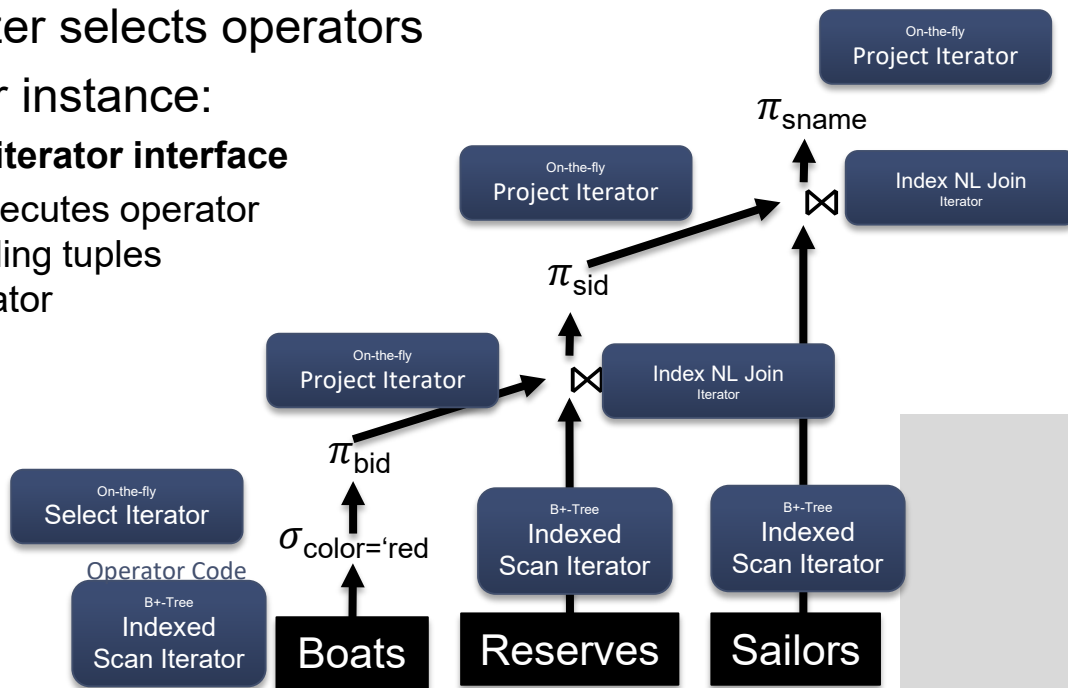 zer selects operators
r instance:
iterator interface
ecutes operator
ling tuples
ator
On-the-fly
Project Iterator
π sname
Index NL Join
Iterator
⋈
On-the-fly
Project Iterator
π sid
On-the-fly
Project Iterator
⋈
Index NL Join
Iterator
π bid
On-the-fly
Select Iterator
σ color=‘red
Operator Code
B+-Tree
Indexed
Scan Iterator
B+-Tree
Indexed
Scan Iterator
B+-Tree
Indexed
Scan Iterator
Boats
Reserves
Sailors